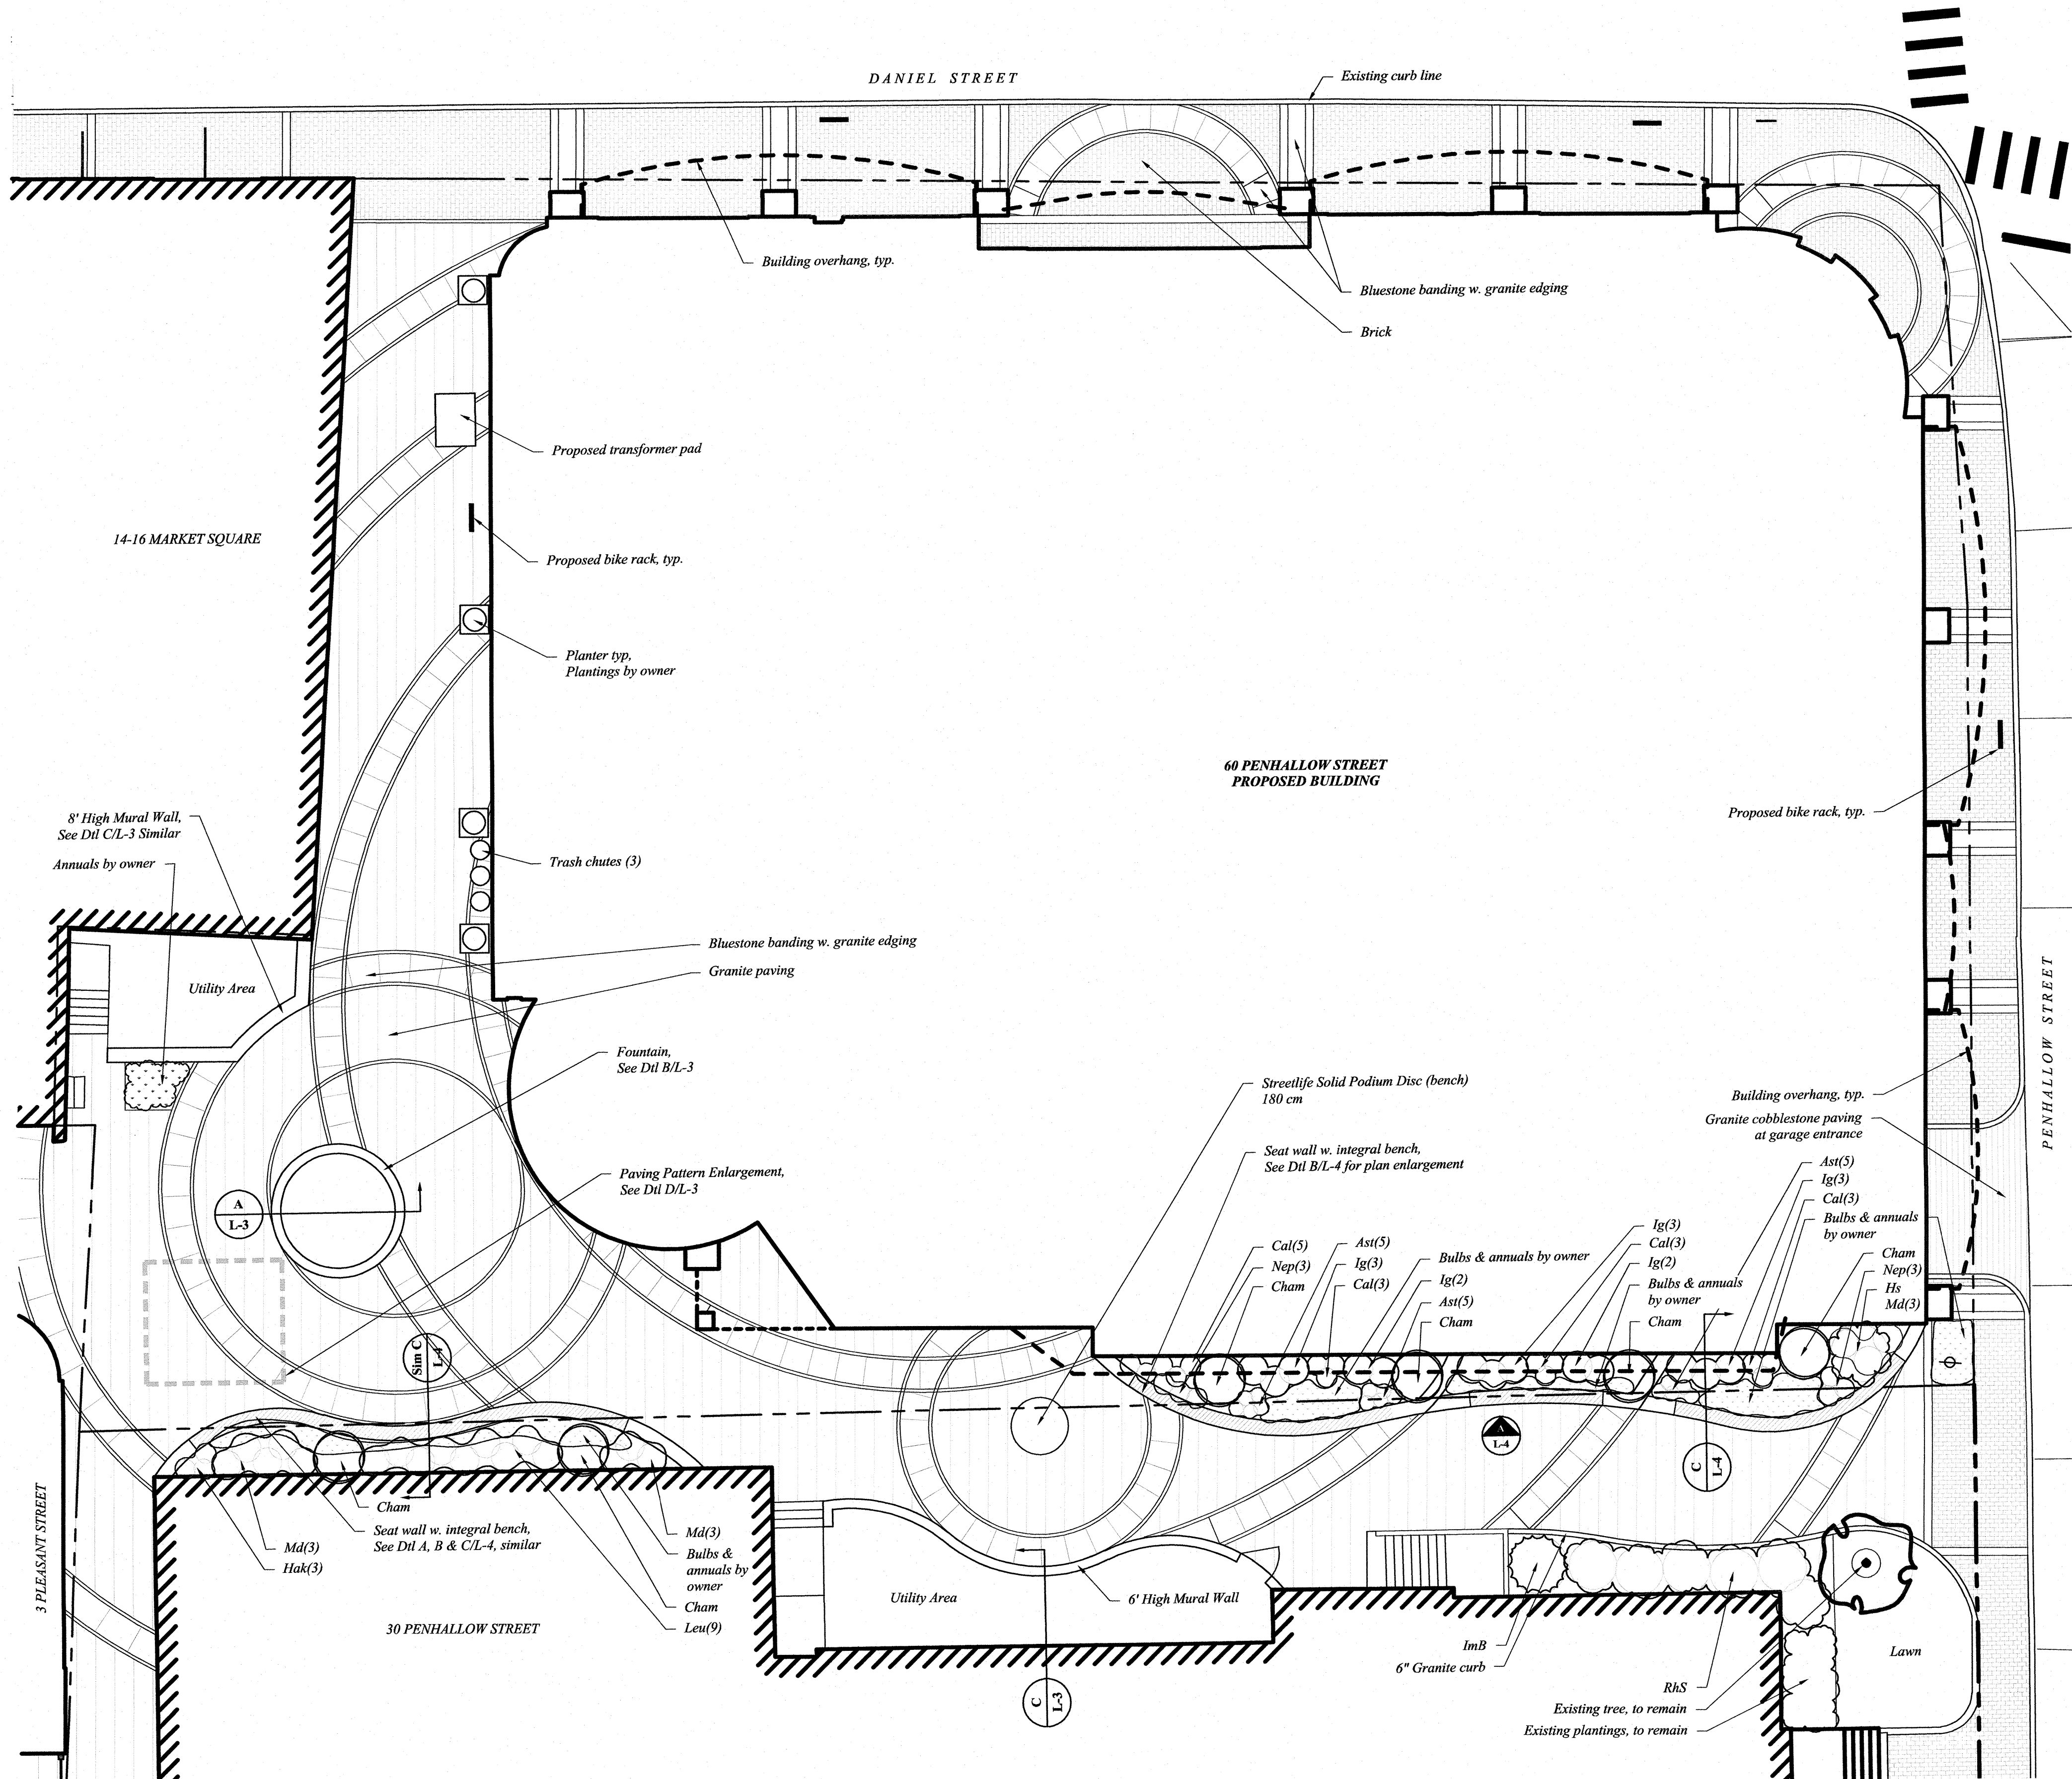 DANIEL STREET
Existing curb line
Building overhang, typ.
Bluestone banding w. granite edging
Brick
Proposed transformer pad
14-16 MARKET SQUARE
Proposed bike rack, typ.
Planter typ,
Plantings by owner
60 PENHALLOW STREET
PROPOSED BUILDING
Proposed bike rack, typ.
8' High Mural Wall,
See Dtl C/L-3 Similar
Annuals by owner
Trash chutes (3)
Bluestone banding w. granite edging
Granite paving
Utility Area
PENHALLOW STREET
Fountain,
See Dtl B/L-3
Streetlife Solid Podium Disc (bench)
180 cm
Building overhang, typ.
Granite cobblestone paving
at garage entrance
Seat wall w. integral bench,
See Dtl B/L-4 for plan enlargement
Paving Pattern Enlargement,
See Dtl D/L-3
A
L-3
Ast(5)
Ig(3)
Cal(3)
Bulbs & annuals
by owner
Cham
Nep(3)
Hs
Md(3)
Cal(5)
Nep(3)
Cham
Ast(5)
Ig(3)
Cal(3)
Bulbs & annuals by owner
Ig(2)
Ast(5)
Cham
Ig(3)
Cal(3)
Ig(2)
Bulbs & annuals
by owner
Cham
Sim C
L-4
A
L-4
C
L-4
3 PLEASANT STREET
Cham
Seat wall w. integral bench,
See Dtl A, B & C/L-4, similar
Md(3)
Hak(3)
Md(3)
Bulbs &
annuals by
owner
Cham
Leu(9)
30 PENHALLOW STREET
Utility Area
6' High Mural Wall
C
L-3
ImB
6" Granite curb
RhS
Existing tree, to remain
Existing plantings, to remain
Lawn